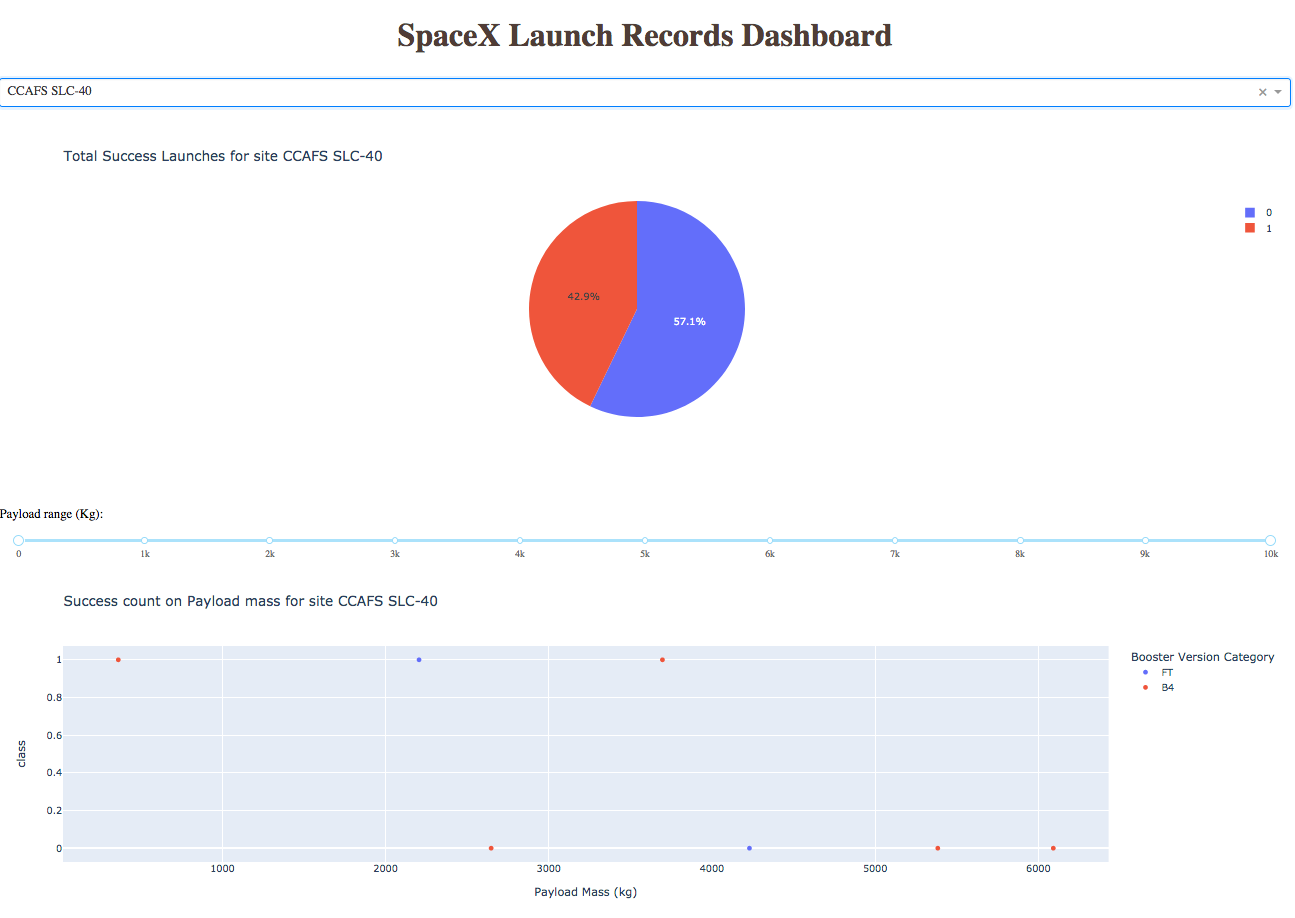 SpaceX Launch Records Dashboard
CCAFS SLC-40
Total Success Launches for site CCAFS SLC-40
0
1
42.9%
57.1%
Payload range (Kg):
0 1k 2k 3k 4k 5k 6k 7k 8k 9k 10k
Success count on Payload mass for site CCAFS SLC-40
Booster Version Category
FT
B4
class
1
0.8
0.6
0.4
0.2
0
1000 2000 3000 4000 5000 6000
Payload Mass (kg)